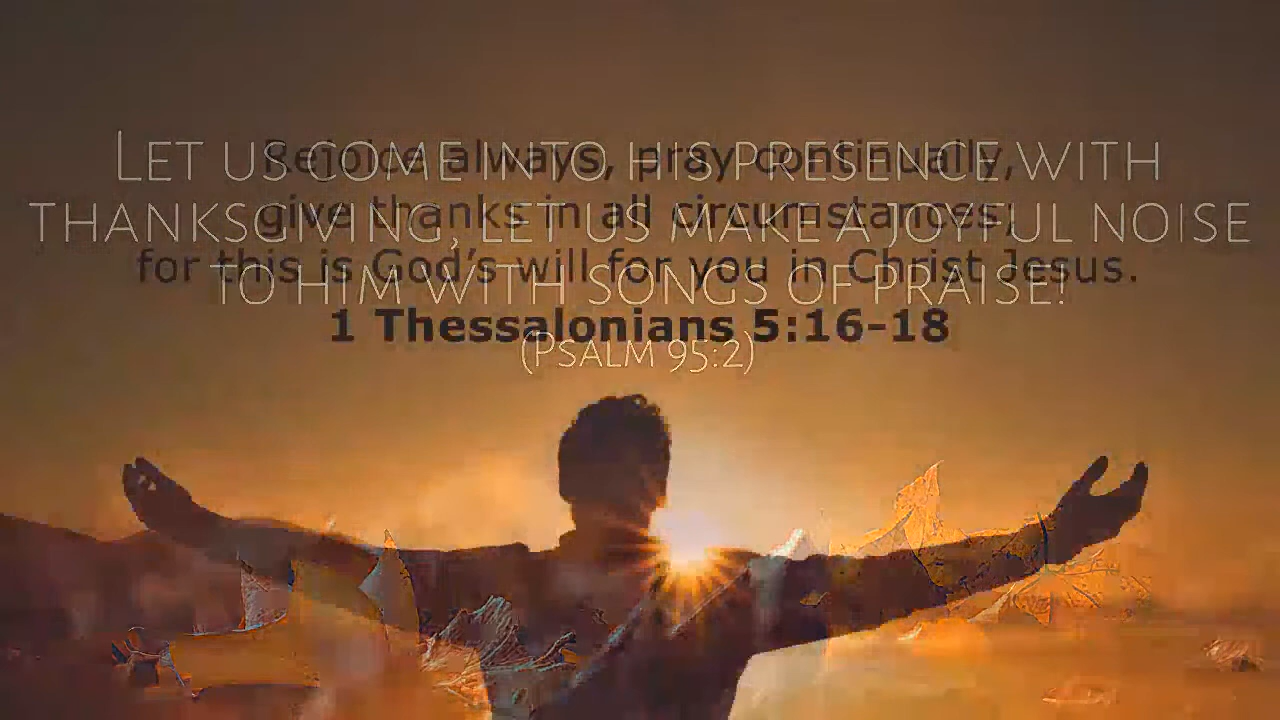 LET US COME INTO HIS PRESENCE WITH
THANKSGIVING, LET US MAKE A JOYFUL NOISE
TO HIM WITH SONGS OF PRAISE!
(PSALM 95:2)
Rejoice always, pray continually,
give thanks in all circumstances;
for this is God's will for you in Christ Jesus.
1 Thessalonians 5:16-18